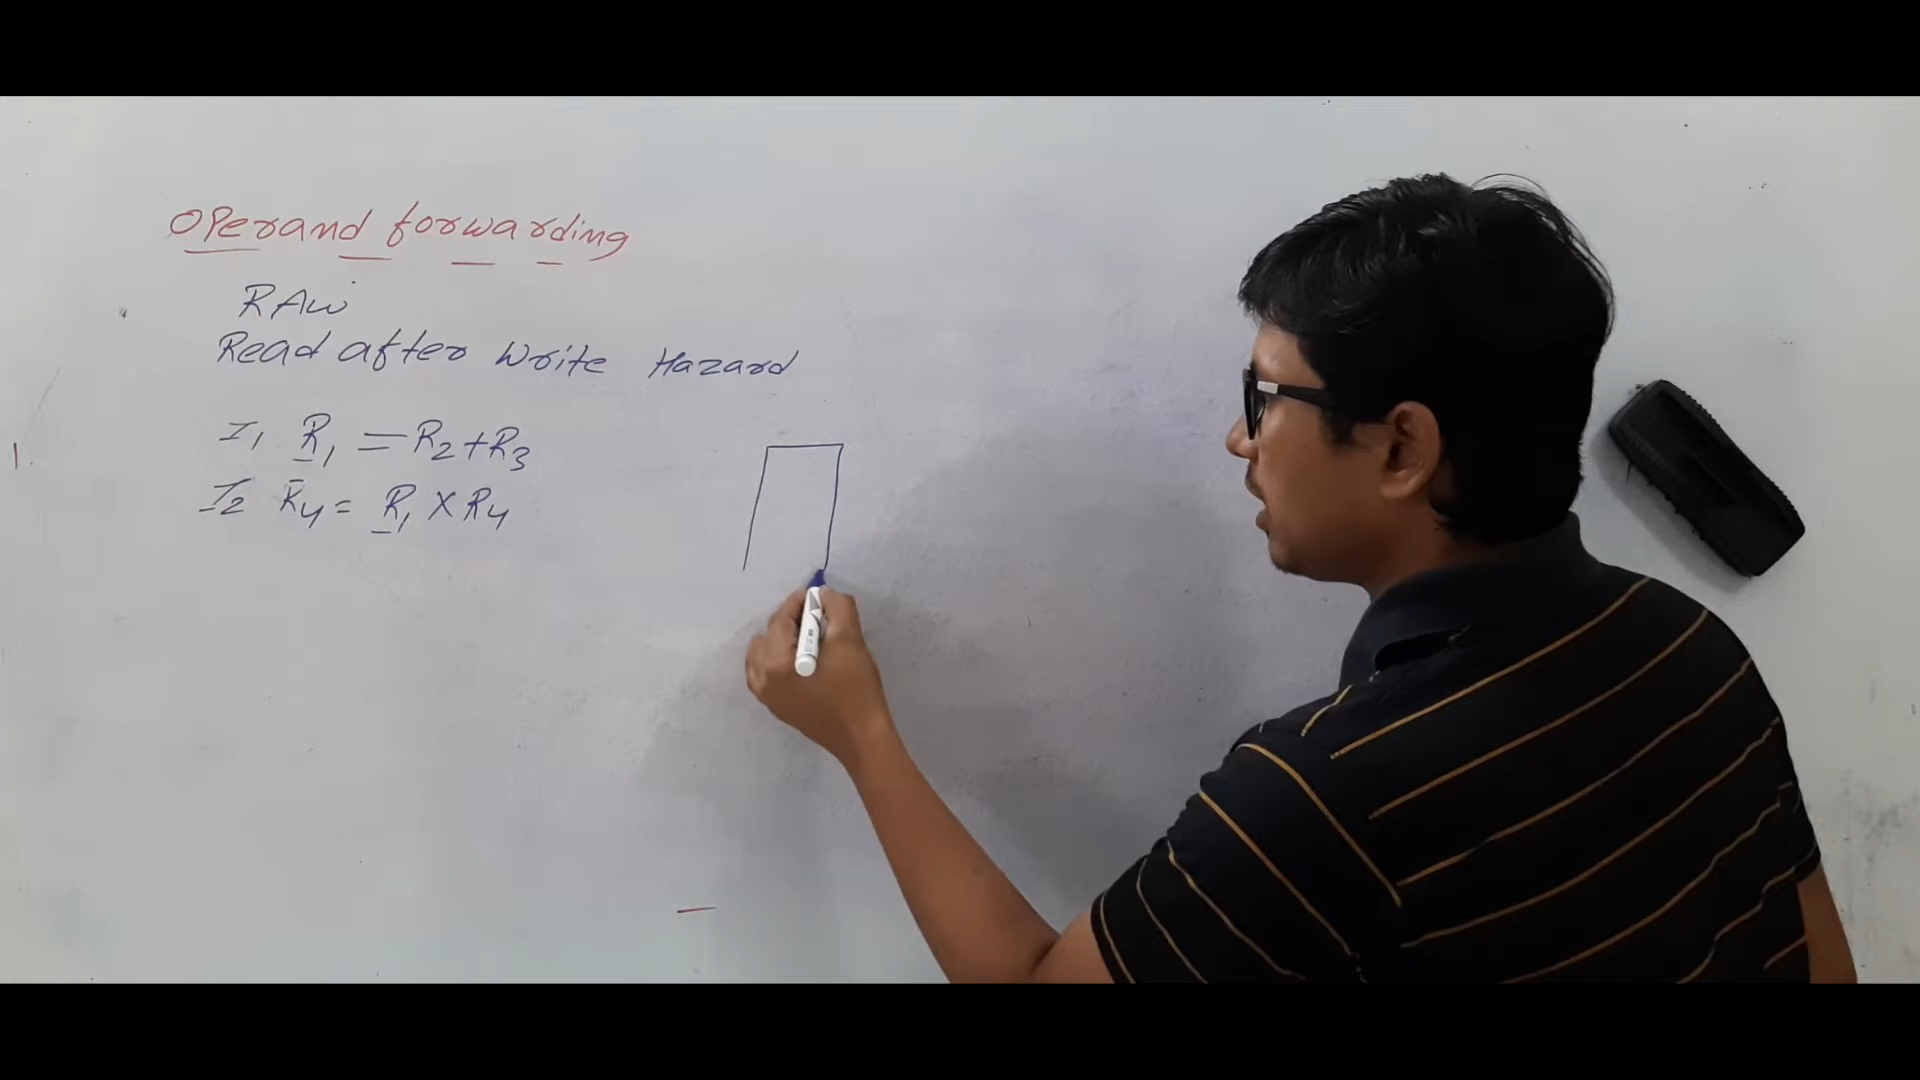 Operand forwarding
RAW
Read after Write Hazard
I1 R1 = R2 + R3
I2 R4 = R1 X R4